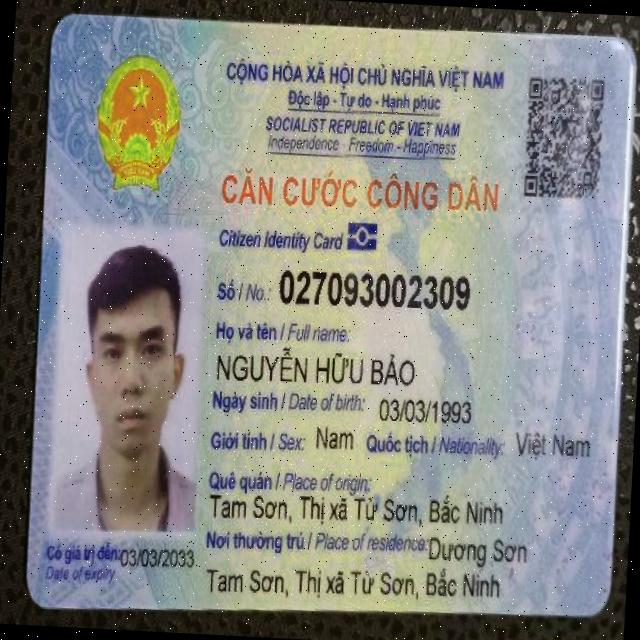 CỘNG HÒA XÃ HỘI CHỦ NGHĨA VIỆT NAM
Độc lập - Tự do - Hạnh phúc
SOCIALIST REPUBLIC OF VIET NAM
Independence - Freedom - Happiness
CĂN CƯỚC CÔNG DÂN
Citizen Identity Card
Số / No.: 027093002309
Họ và tên / Full name:
NGUYỄN HỮU BẢO
Ngày sinh / Date of birth: 03/03/1993
Giới tính / Sex: Nam Quốc tịch / Nationality: Việt Nam
Quê quán / Place of origin:
Tam Sơn, Thị xã Từ Sơn, Bắc Ninh
Nơi thường trú / Place of residence: Dương Sơn
Tam Sơn, Thị xã Từ Sơn, Bắc Ninh
Có giá trị đến: 03/03/2033
Date of expiry